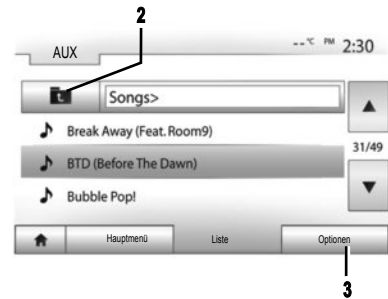 2
AUX
--°C PM 2:30
Songs>
Break Away (Feat. Room9)
31/49
BTD (Before The Dawn)
Bubble Pop!
Hauptmenü Liste Optionen
3